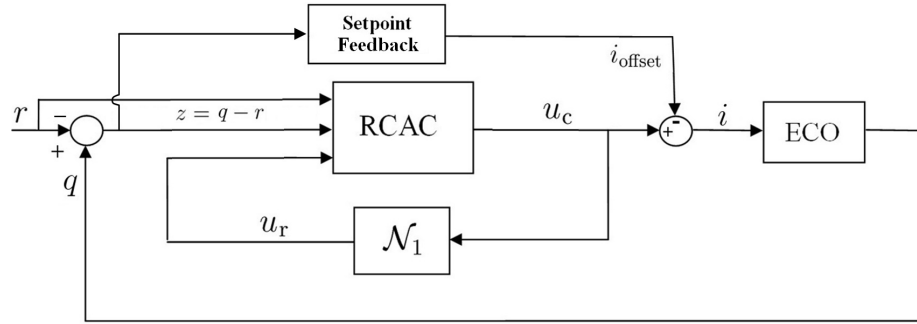 Setpoint
Feedback
i_offset
r
−
z = q − r
+
q
RCAC
u_c
+
-
i
ECO
u_r
𝒩_1